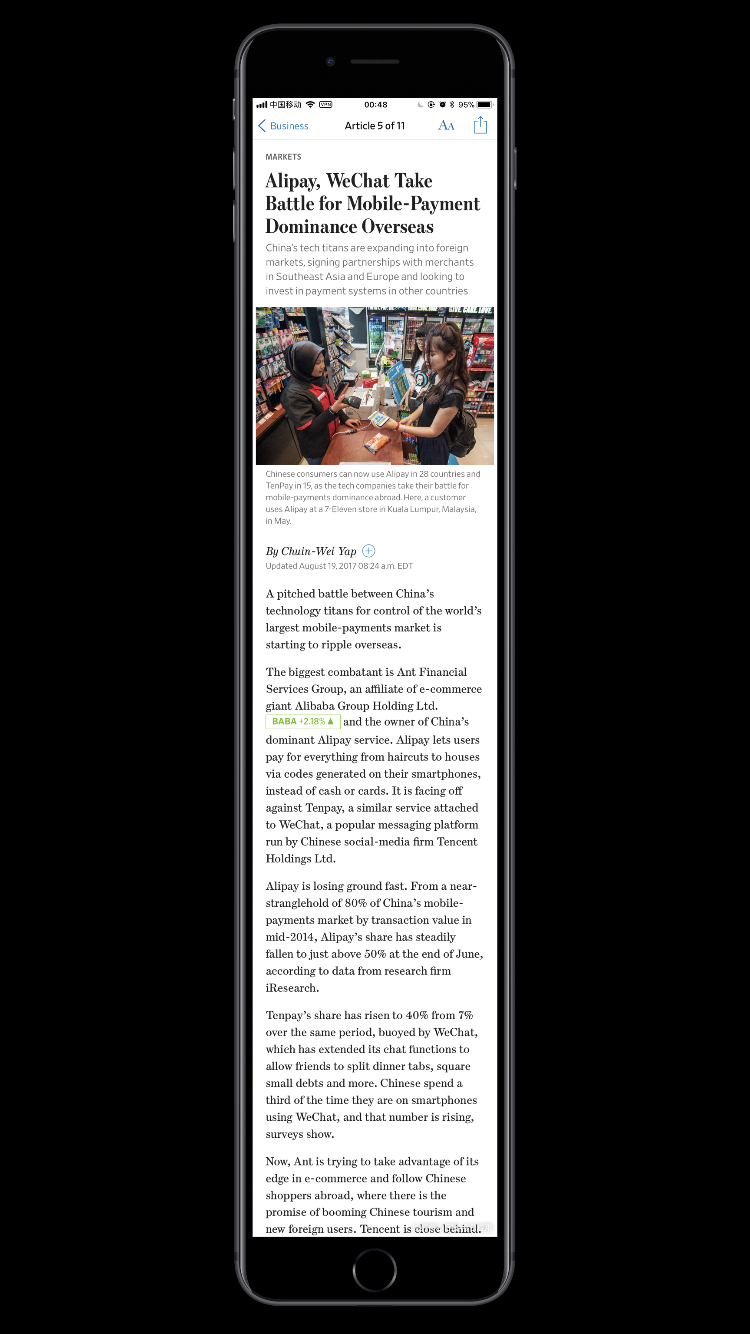 中国移动 VPN 00:48 95%
Business Article 5 of 11 AA
MARKETS
Alipay, WeChat Take
Battle for Mobile-Payment
Dominance Overseas
China's tech titans are expanding into foreign
markets, signing partnerships with merchants
in Southeast Asia and Europe and looking to
invest in payment systems in other countries
Chinese consumers can now use Alipay in 28 countries and
TenPay in 15, as the tech companies take their battle for
mobile-payments dominance abroad. Here, a customer
uses Alipay at a 7-Eleven store in Kuala Lumpur, Malaysia,
in May.
By Chuin-Wei Yap
Updated August 19, 2017 08:24 a.m. EDT
A pitched battle between China's
technology titans for control of the world's
largest mobile-payments market is
starting to ripple overseas.
The biggest combatant is Ant Financial
Services Group, an affiliate of e-commerce
giant Alibaba Group Holding Ltd.
BABA +2.18% ▲ and the owner of China's
dominant Alipay service. Alipay lets users
pay for everything from haircuts to houses
via codes generated on their smartphones,
instead of cash or cards. It is facing off
against Tenpay, a similar service attached
to WeChat, a popular messaging platform
run by Chinese social-media firm Tencent
Holdings Ltd.
Alipay is losing ground fast. From a near-
stranglehold of 80% of China's mobile-
payments market by transaction value in
mid-2014, Alipay's share has steadily
fallen to just above 50% at the end of June,
according to data from research firm
iResearch.
Tenpay's share has risen to 40% from 7%
over the same period, buoyed by WeChat,
which has extended its chat functions to
allow friends to split dinner tabs, square
small debts and more. Chinese spend a
third of the time they are on smartphones
using WeChat, and that number is rising,
surveys show.
Now, Ant is trying to take advantage of its
edge in e-commerce and follow Chinese
shoppers abroad, where there is the
promise of booming Chinese tourism and
new foreign users. Tencent is close behind.